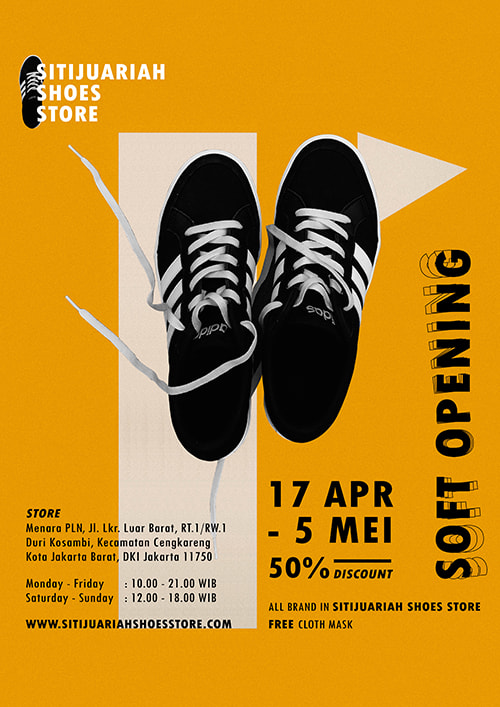 SITIJUARIAH
SHOES
STORE
adidas
adidas
SOFT OPENING
17 APR
- 5 MEI
50% DISCOUNT
ALL BRAND IN SITIJUARIAH SHOES STORE
FREE CLOTH MASK
STORE
Menara PLN, Jl. Lkr. Luar Barat, RT.1/RW.1
Duri Kosambi, Kecamatan Cengkareng
Kota Jakarta Barat, DKI Jakarta 11750
Monday - Friday : 10.00 - 21.00 WIB
Saturday - Sunday : 12.00 - 18.00 WIB
WWW.SITIJUARIAHSHOESSTORE.COM